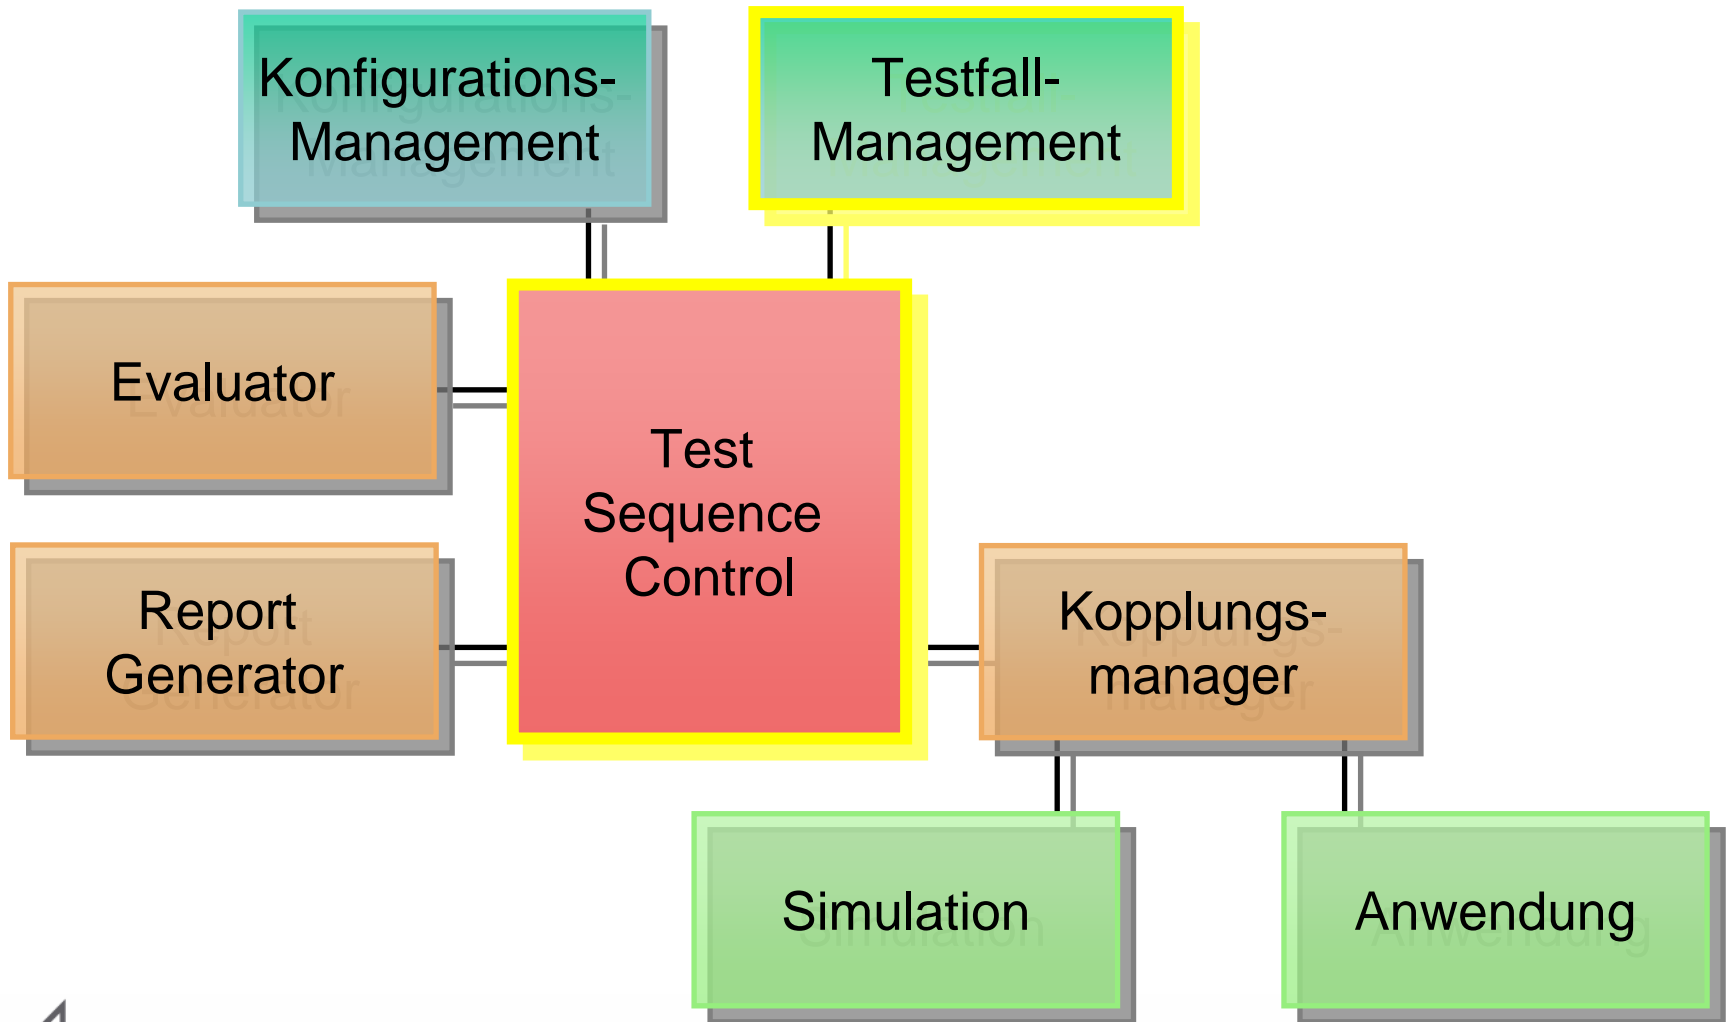 Konfigurations-
Management
Testfall-
Management
Evaluator
Test
Sequence
Control
Report
Generator
Kopplungs-
manager
Simulation
Anwendung